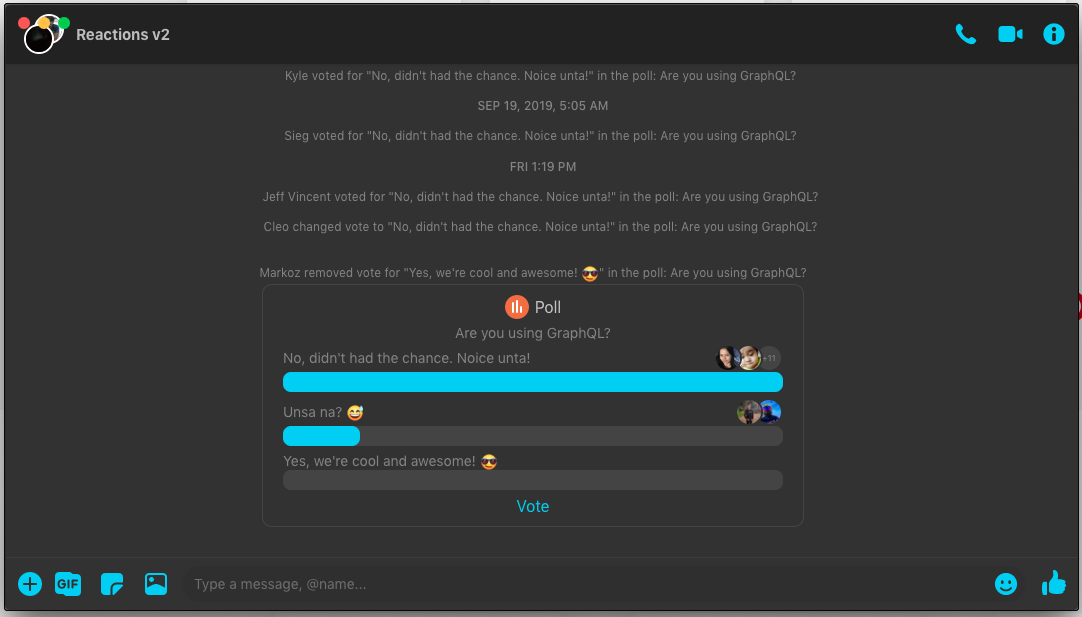 Reactions v2
Kyle voted for "No, didn't had the chance. Noice unta!" in the poll: Are you using GraphQL?
SEP 19, 2019, 5:05 AM
Sieg voted for "No, didn't had the chance. Noice unta!" in the poll: Are you using GraphQL?
FRI 1:19 PM
Jeff Vincent voted for "No, didn't had the chance. Noice unta!" in the poll: Are you using GraphQL?
Cleo changed vote to "No, didn't had the chance. Noice unta!" in the poll: Are you using GraphQL?
Markoz removed vote for "Yes, we're cool and awesome! 😎" in the poll: Are you using GraphQL?
Poll
Are you using GraphQL?
No, didn't had the chance. Noice unta!
+11
Unsa na? 😅
Yes, we're cool and awesome! 😎
Vote
GIF
Type a message, @name...